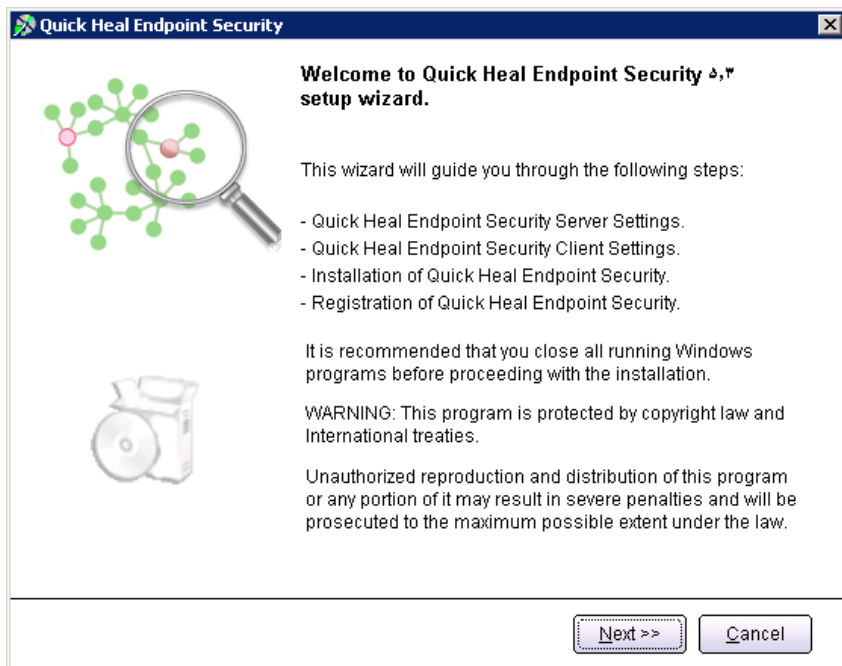 Quick Heal Endpoint Security
Welcome to Quick Heal Endpoint Security ۵,۳
setup wizard.
This wizard will guide you through the following steps:
- Quick Heal Endpoint Security Server Settings.
- Quick Heal Endpoint Security Client Settings.
- Installation of Quick Heal Endpoint Security.
- Registration of Quick Heal Endpoint Security.
It is recommended that you close all running Windows
programs before proceeding with the installation.
WARNING: This program is protected by copyright law and
International treaties.
Unauthorized reproduction and distribution of this program
or any portion of it may result in severe penalties and will be
prosecuted to the maximum possible extent under the law.
Next >>
Cancel